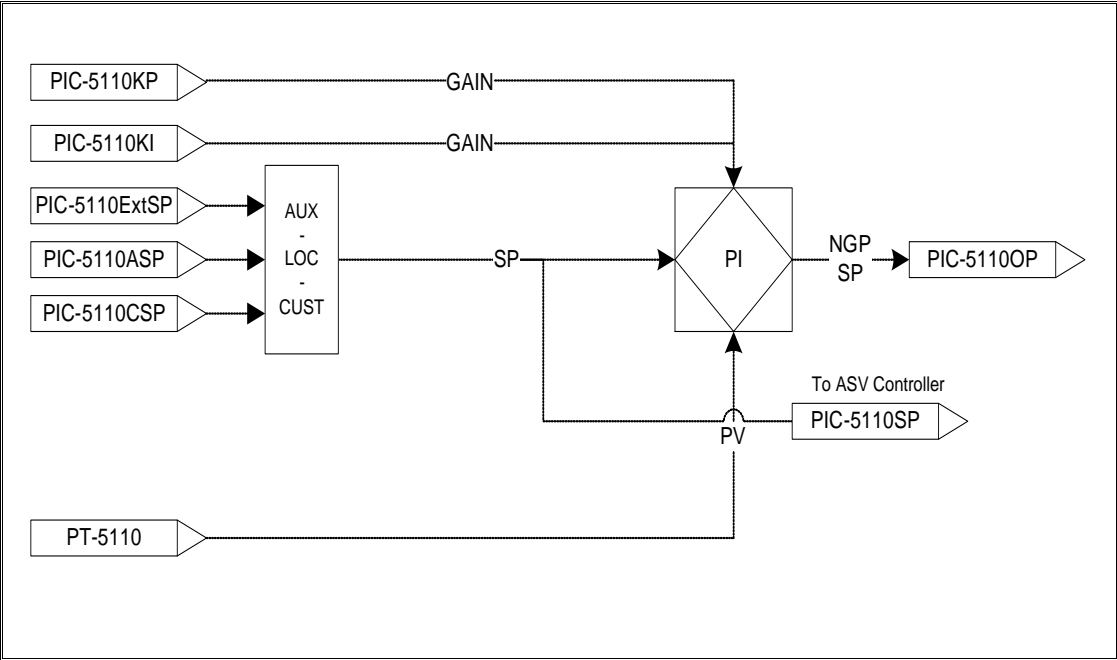 PIC-5110KP
GAIN
PIC-5110KI
GAIN
PIC-5110ExtSP
PIC-5110ASP
PIC-5110CSP
AUX
-
LOC
-
CUST
SP
PI
NGP
SP
PIC-5110OP
To ASV Controller
PIC-5110SP
PV
PT-5110